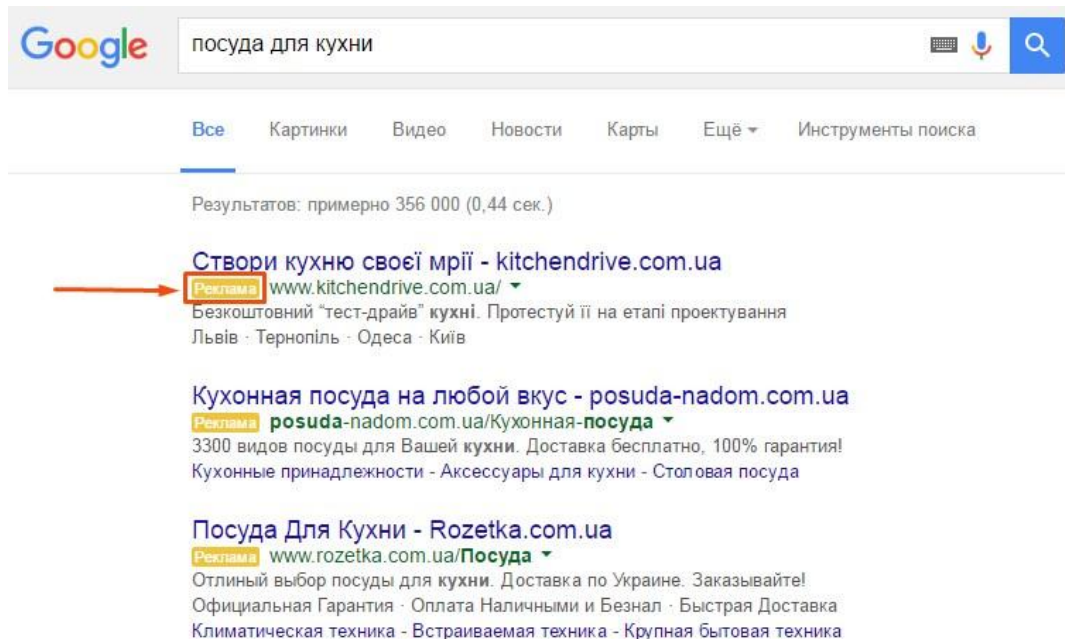 Google посуда для кухни
Все Картинки Видео Новости Карты Ещё Инструменты поиска
Результатов: примерно 356 000 (0,44 сек.)
Створи кухню своєї мрії - kitchendrive.com.ua
Реклама www.kitchendrive.com.ua/
Безкоштовний “тест-драйв” кухні. Протестуй її на етапі проектування
Львів · Тернопіль · Одеса · Київ
Кухонная посуда на любой вкус - posuda-nadom.com.ua
Реклама posuda-nadom.com.ua/Кухонная-посуда
3300 видов посуды для Вашей кухни. Доставка бесплатно, 100% гарантия!
Кухонные принадлежности - Аксессуары для кухни - Столовая посуда
Посуда Для Кухни - Rozetka.com.ua
Реклама www.rozetka.com.ua/Посуда
Отлиный выбор посуды для кухни. Доставка по Украине. Заказывайте!
Официальная Гарантия · Оплата Наличными и Безнал · Быстрая Доставка
Климатическая техника - Встраиваемая техника - Крупная бытовая техника